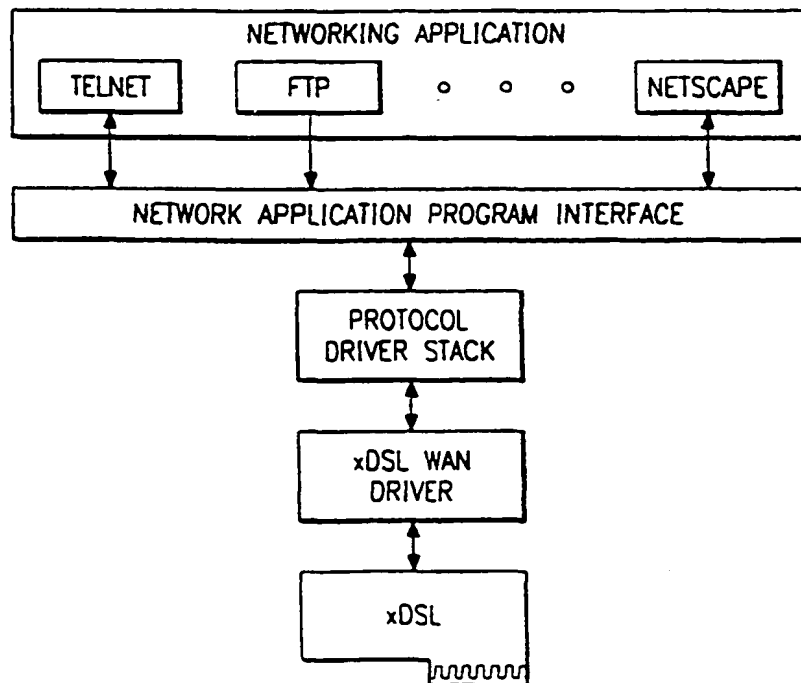 NETWORKING APPLICATION
TELNET
FTP
NETSCAPE
NETWORK APPLICATION PROGRAM INTERFACE
PROTOCOL
DRIVER STACK
xDSL WAN
DRIVER
xDSL